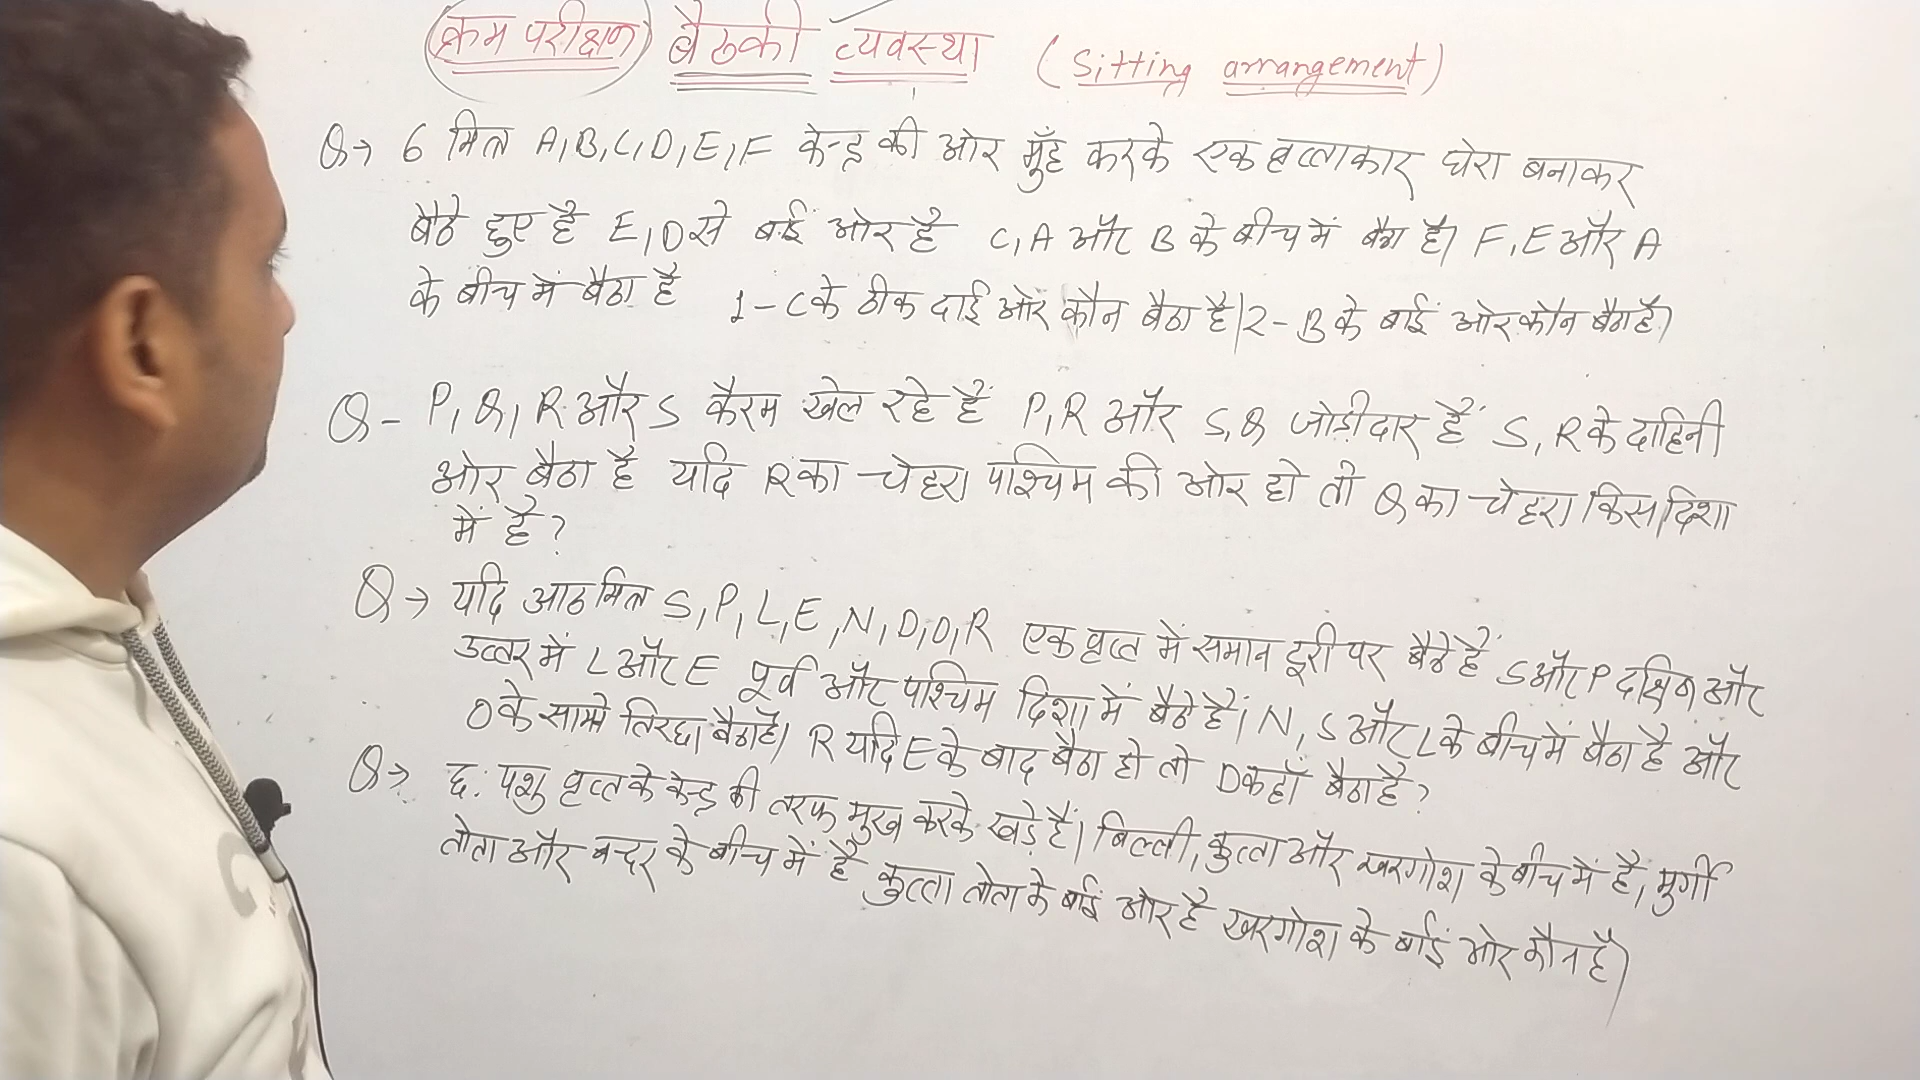 क्रम परीक्षण बैठकी व्यवस्था (Sitting arrangement)
Q→ 6 मित्र A,B,C,D,E,F केन्द्र की ओर मुँह करके एक वृत्ताकार घेरा बनाकर
बैठे हुए है E,D से बाईं ओर है C,A और B के बीच में बैठा है। F,E और A
के बीच में बैठा है 1-C के ठीक दाई ओर कौन बैठा है|2-B के बाईं ओर कौन बैठा है।
Q- P,Q,R और S कैरम खेल रहे हैं P,R और S,Q जोड़ीदार हैं S,R के दाहिनी
ओर बैठा है यदि R का चेहरा पश्चिम की ओर हो तो Q का चेहरा किस दिशा
में है?
Q→ यदि आठ मित्र S,P,L,E,N,D,O,R एक वृत्त में समान दूरी पर बैठे हैं S और P दक्षिण और
उत्तर में L और E पूर्व और पश्चिम दिशा में बैठे हैं। N,S और L के बीच में बैठा है और
O के सामने तिरछा बैठा है। R यदि E के बाद बैठा हो तो D कहाँ बैठा है?
Q→ छ: पशु वृत्त के केन्द्र की तरफ मुख करके खड़े हैं। बिल्ली, कुत्ता और खरगोश के बीच में है, मुर्गी
तोता और बन्दर के बीच में है कुत्ता तोता के बाईं ओर है खरगोश के बाईं ओर कौन है।